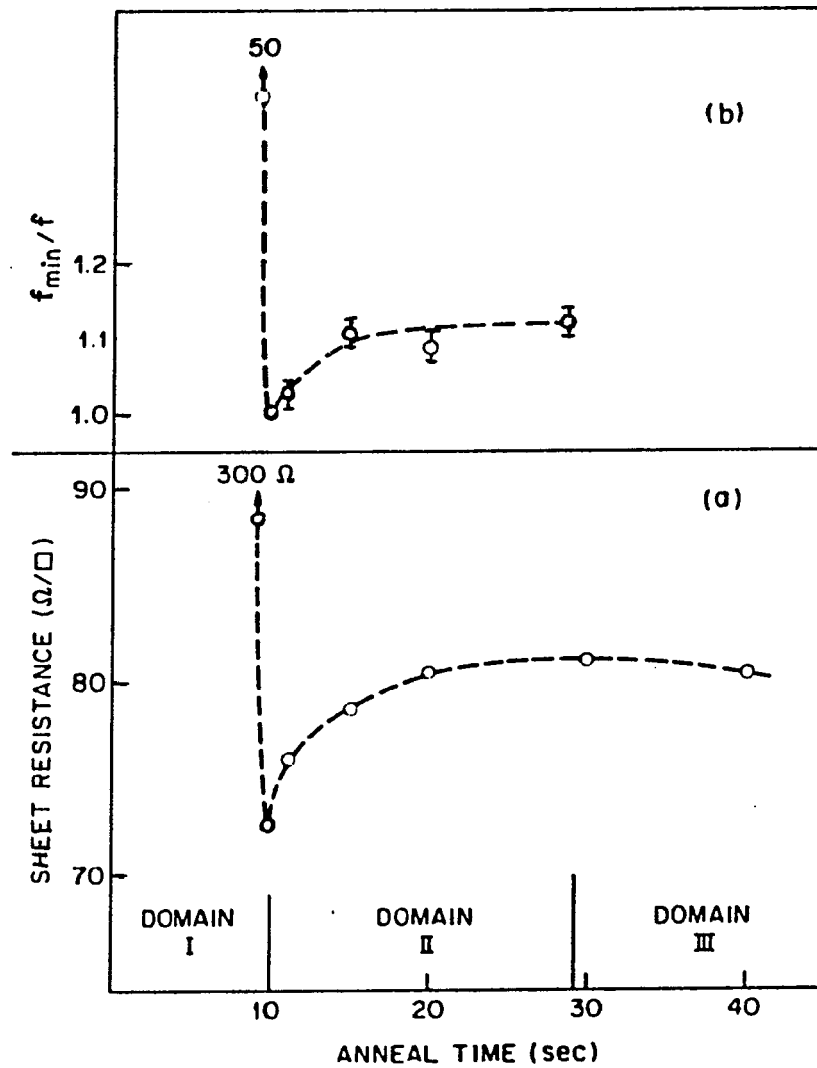 50
(b)
f_min/f
1.2
1.1
1.0
300 Ω
(a)
90
80
70
SHEET RESISTANCE (Ω/□)
DOMAIN I
DOMAIN II
DOMAIN III
10
20
30
40
ANNEAL TIME (sec)